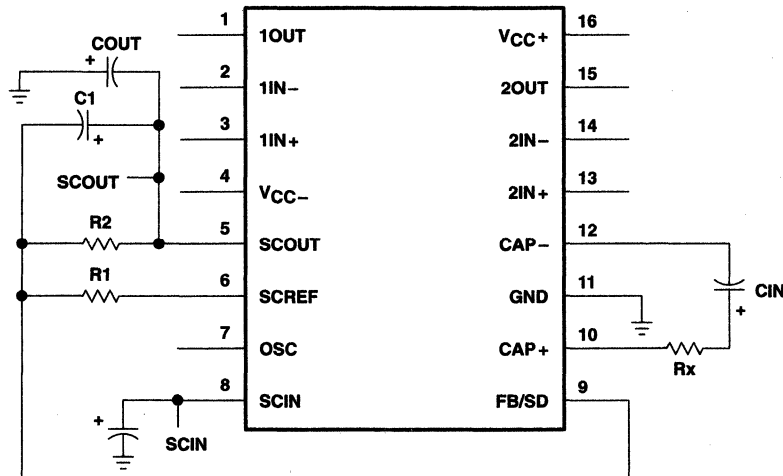 1
1OUT
VCC+
16
COUT
+
2
1IN−
2OUT
15
C1
+
3
1IN+
2IN−
14
SCOUT
4
VCC−
2IN+
13
R2
5
SCOUT
CAP−
12
R1
6
SCREF
GND
11
CIN
+
7
OSC
CAP+
10
Rx
8
SCIN
FB/SD
9
+
SCIN